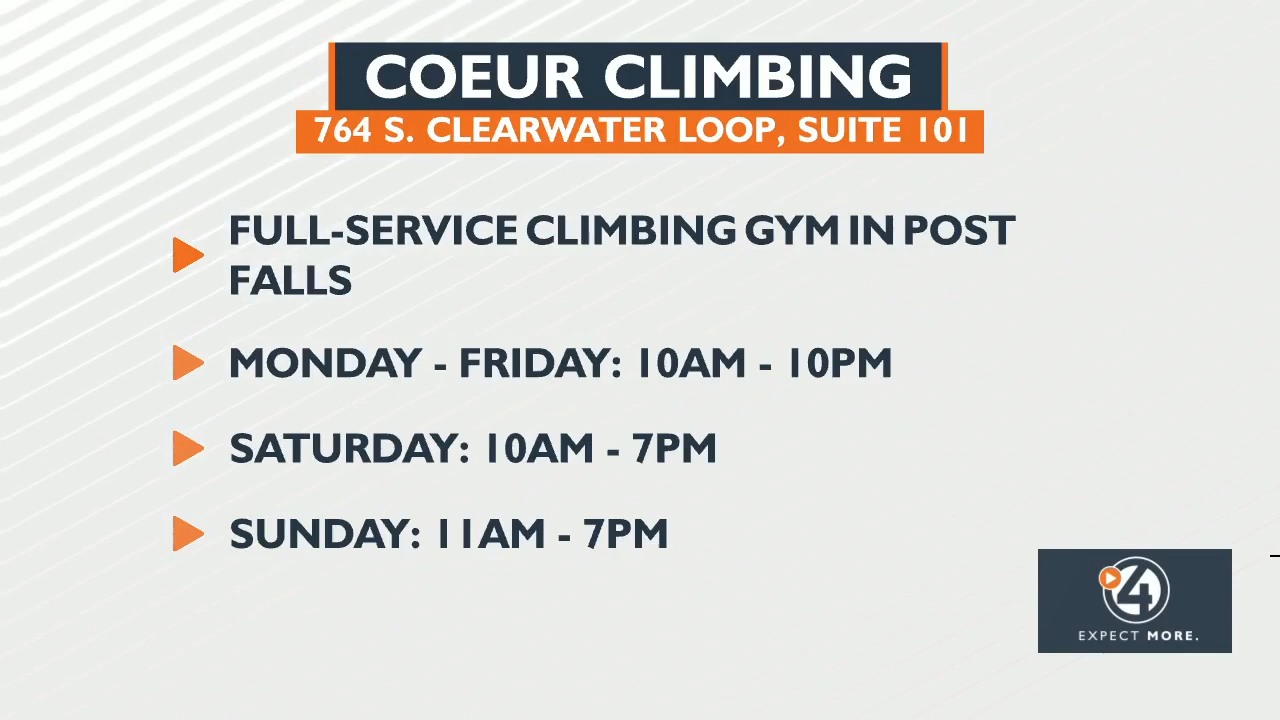 COEUR CLIMBING
764 S. CLEARWATER LOOP, SUITE 101
FULL-SERVICE CLIMBING GYM IN POST
FALLS
MONDAY - FRIDAY: 10AM - 10PM
SATURDAY: 10AM - 7PM
SUNDAY: 11AM - 7PM
4
EXPECT MORE.